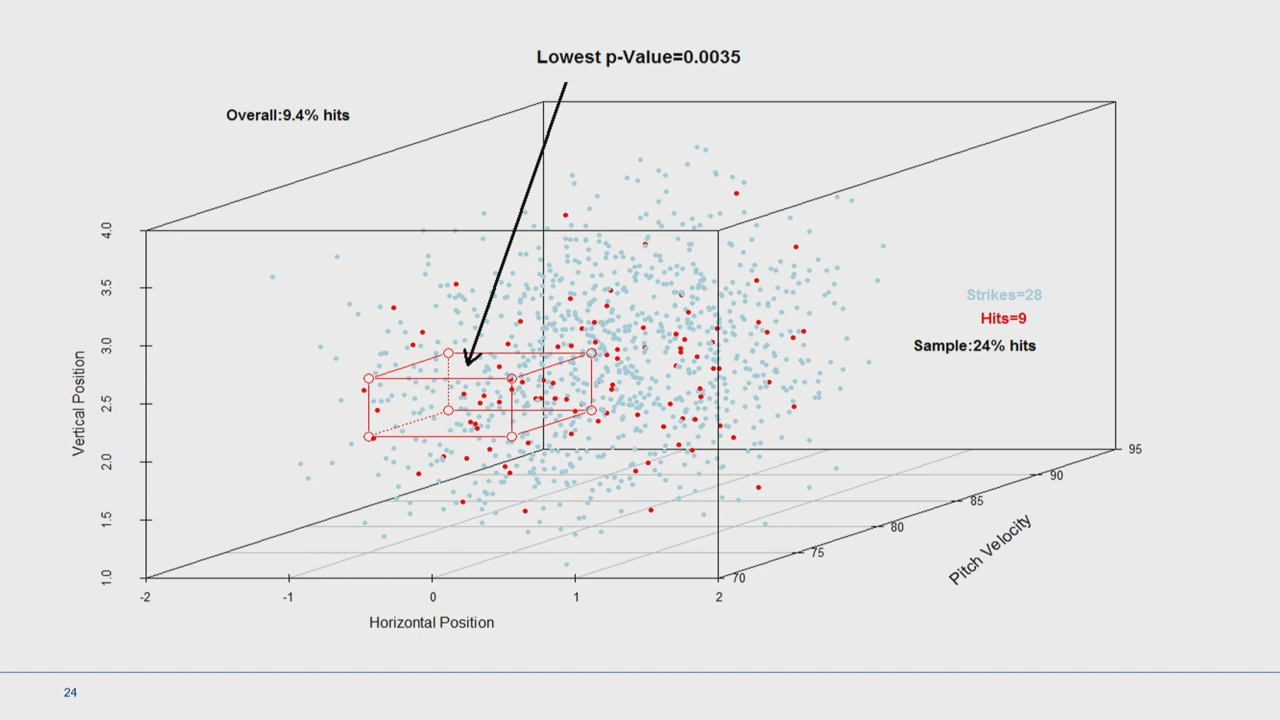 Lowest p-Value=0.0035
Overall:9.4% hits
4.0
3.5
3.0
2.5
2.0
1.5
1.0
Vertical Position
-2
-1
0
1
2
Horizontal Position
70
75
80
85
90
95
Pitch Velocity
Strikes=28
Hits=9
Sample:24% hits
24